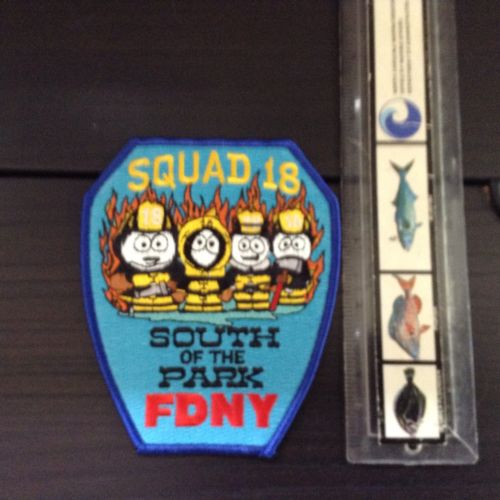 SQUAD 18
18
SOUTH
OF THE
PARK
FDNY